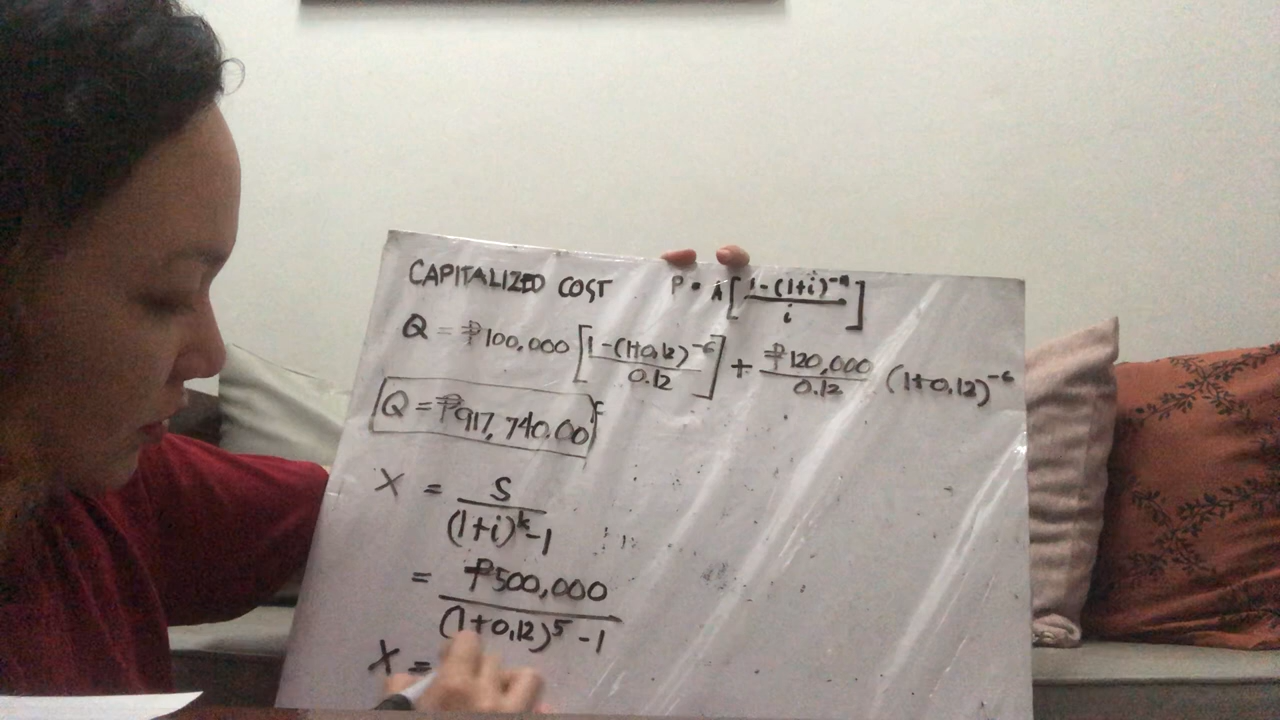 CAPITALIZED COST P = A [ 1-(1+i)^-n / i ]
Q = ₱100,000 [ 1-(1+0.12)^-6 / 0.12 ] + ₱120,000 / 0.12 (1+0.12)^-6
Q = ₱917,740.00
X = S / (1+i)^k -1
= ₱500,000 / (1+0.12)^5 -1
X =